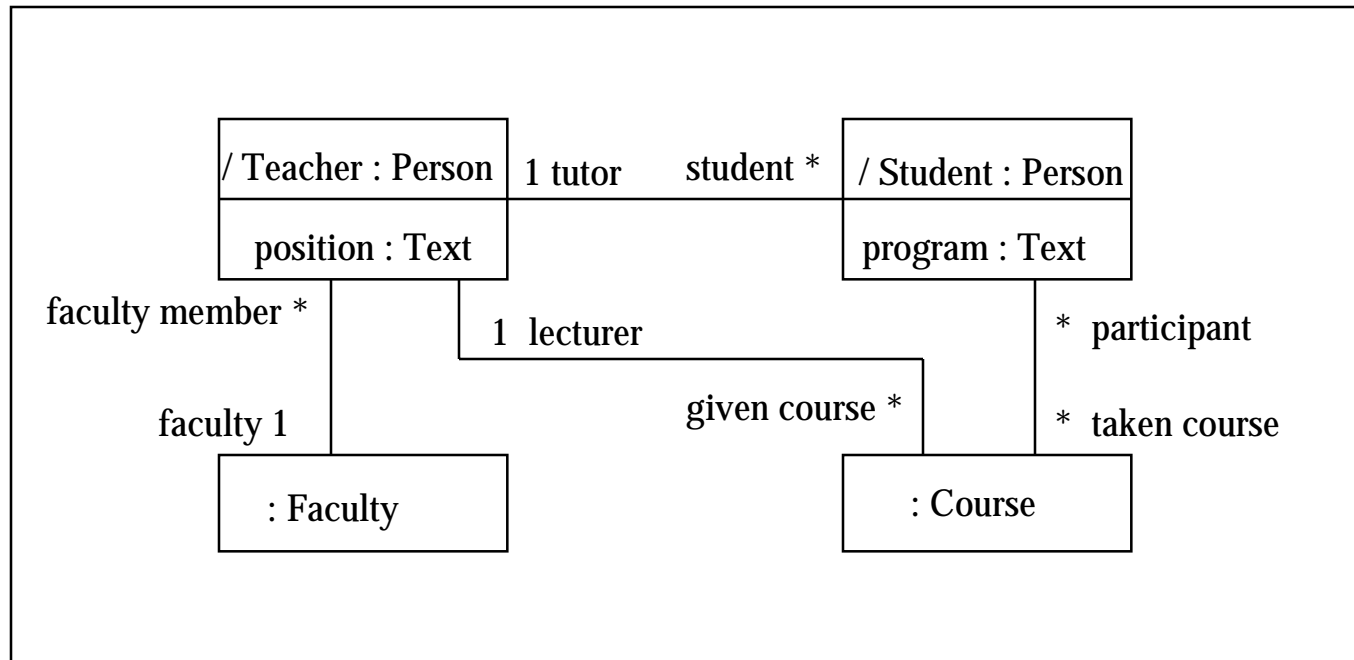 / Teacher : Person
1 tutor
student *
/ Student : Person
position : Text
program : Text
faculty member *
1 lecturer
* participant
faculty 1
given course *
* taken course
: Faculty
: Course